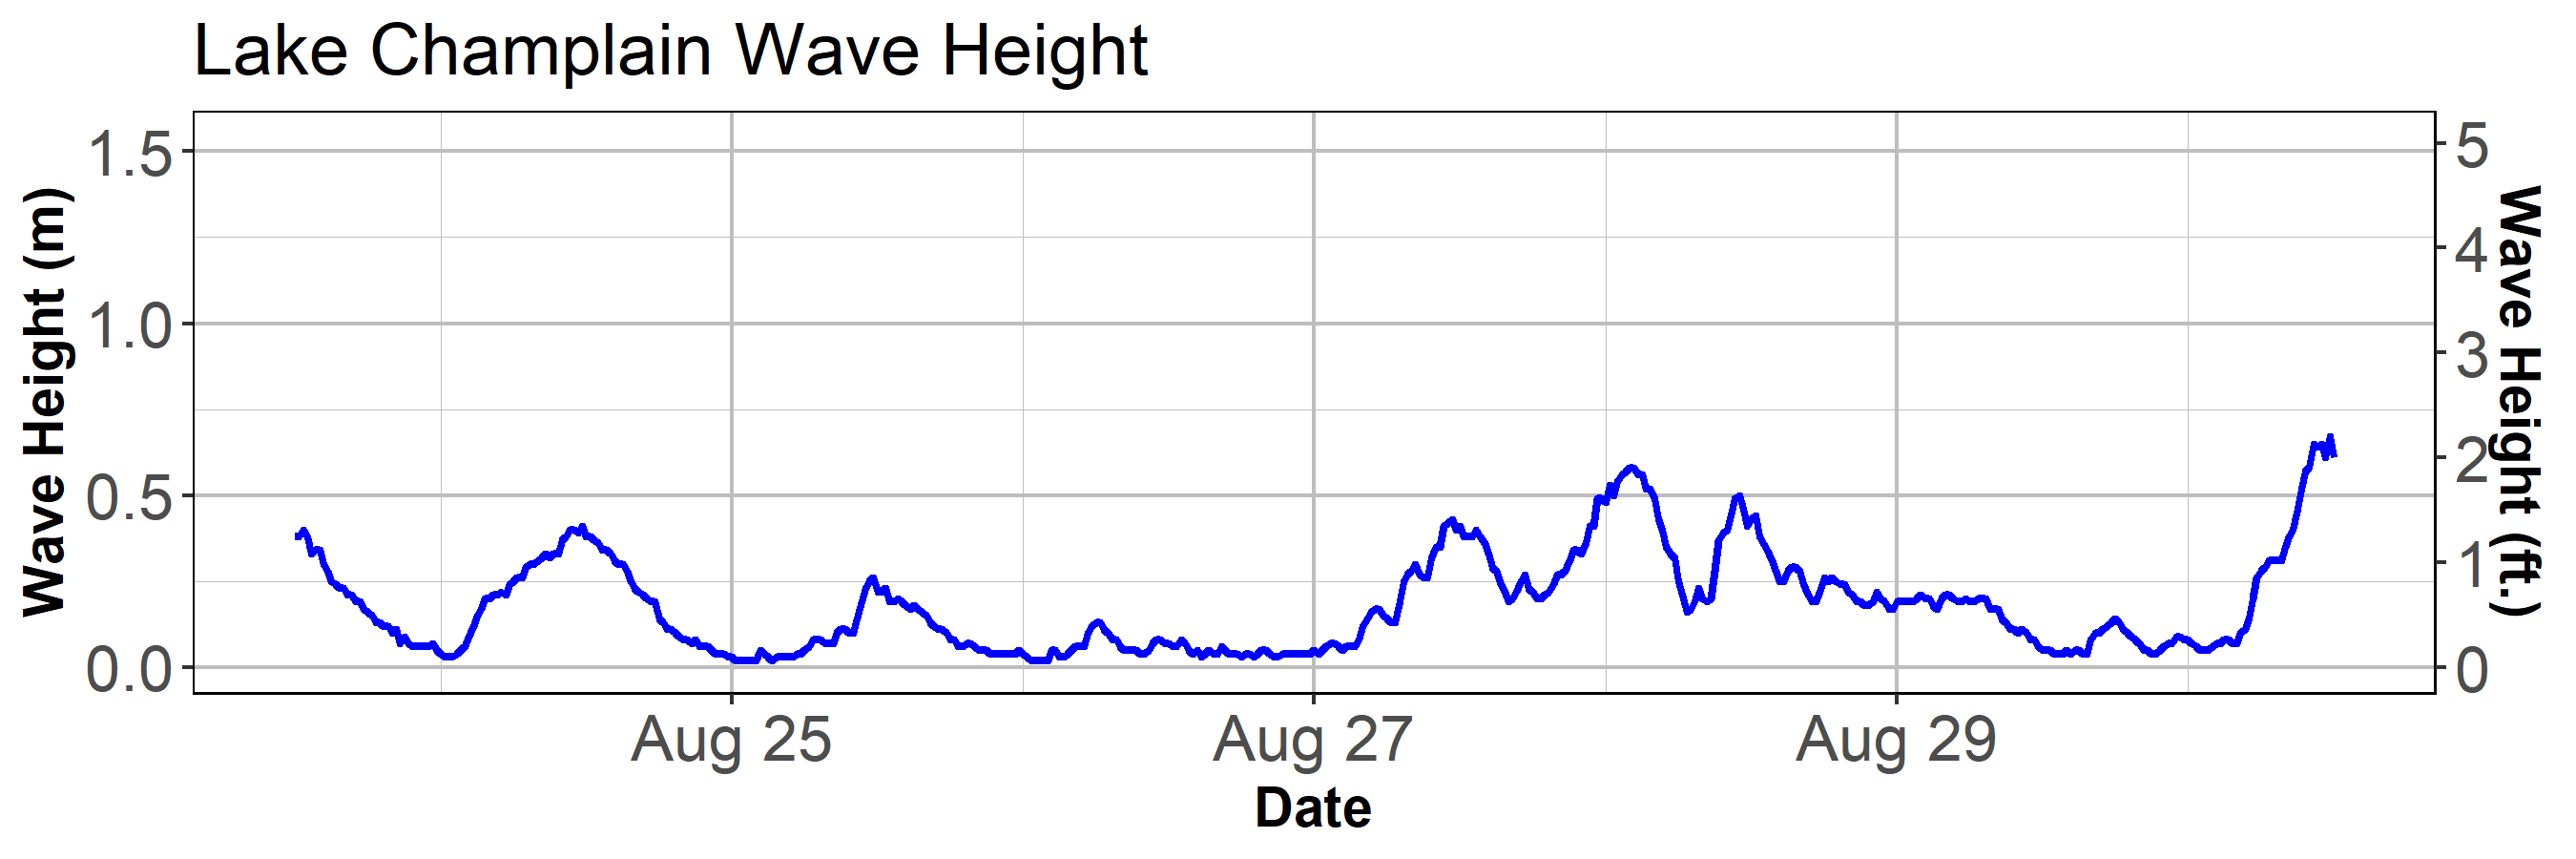 Lake Champlain Wave Height
Wave Height (m)
1.5
1.0
0.5
0.0
5
4
3
2
1
0
Wave Height (ft.)
Aug 25
Aug 27
Aug 29
Date